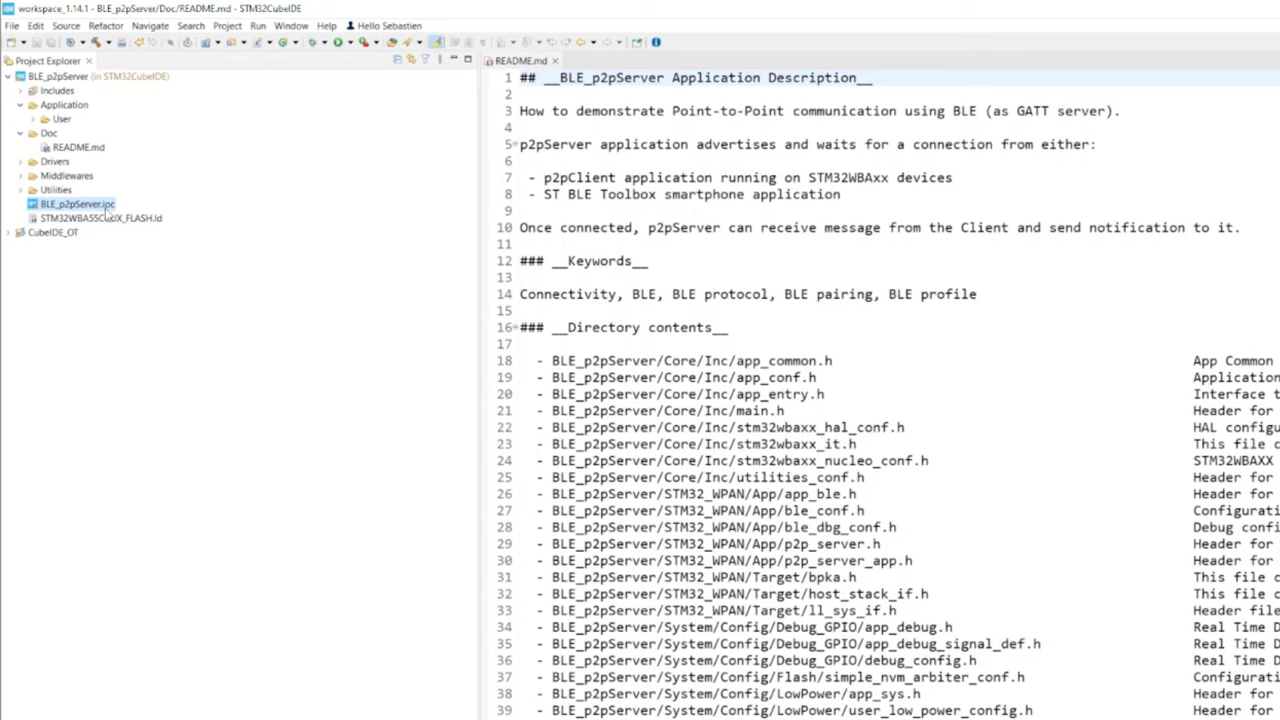 workspace_1.14.1 - BLE_p2pServer/Doc/README.md - STM32CubeIDE
File Edit Source Refactor Navigate Search Project Run Window Help Hello Sebastien
Project Explorer
BLE_p2pServer (in STM32CubeIDE)
Includes
Application
User
Doc
README.md
Drivers
Middlewares
Utilities
BLE_p2pServer.ioc
CubeIDE_OT
README.md
1 ## __BLE_p2pServer Application Description__
2
3 How to demonstrate Point-to-Point communication using BLE (as GATT server).
4
5 p2pServer application advertises and waits for a connection from either:
6
7 - p2pClient application running on STM32WBAxx devices
8 - ST BLE Toolbox smartphone application
9
10 Once connected, p2pServer can receive message from the Client and send notification to it.
11
12 ### __Keywords__
13
14 Connectivity, BLE, BLE protocol, BLE pairing, BLE profile
15
16 ### __Directory contents__
17
18 - BLE_p2pServer/Core/Inc/app_common.h App Common
19 - BLE_p2pServer/Core/Inc/app_conf.h Application
20 - BLE_p2pServer/Core/Inc/app_entry.h Interface t
21 - BLE_p2pServer/Core/Inc/main.h Header for
22 - BLE_p2pServer/Core/Inc/stm32wbaxx_hal_conf.h HAL configu
23 - BLE_p2pServer/Core/Inc/stm32wbaxx_it.h This file c
24 - BLE_p2pServer/Core/Inc/stm32wbaxx_nucleo_conf.h STM32WBAXX
25 - BLE_p2pServer/Core/Inc/utilities_conf.h Header for
26 - BLE_p2pServer/STM32_WPAN/App/app_ble.h Header for
27 - BLE_p2pServer/STM32_WPAN/App/ble_conf.h Configurati
28 - BLE_p2pServer/STM32_WPAN/App/ble_dbg_conf.h Debug confi
29 - BLE_p2pServer/STM32_WPAN/App/p2p_server.h Header for
30 - BLE_p2pServer/STM32_WPAN/App/p2p_server_app.h Header for
31 - BLE_p2pServer/STM32_WPAN/Target/bpka.h This file c
32 - BLE_p2pServer/STM32_WPAN/Target/host_stack_if.h This file c
33 - BLE_p2pServer/STM32_WPAN/Target/ll_sys_if.h Header file
34 - BLE_p2pServer/System/Config/Debug_GPIO/app_debug.h Real Time D
35 - BLE_p2pServer/System/Config/Debug_GPIO/app_debug_signal_def.h Real Time D
36 - BLE_p2pServer/System/Config/Debug_GPIO/debug_config.h Real Time D
37 - BLE_p2pServer/System/Config/Flash/simple_nvm_arbiter_conf.h Configurati
38 - BLE_p2pServer/System/Config/LowPower/app_sys.h Header for
39 - BLE_p2pServer/System/Config/LowPower/user_low_power_config.h Header for